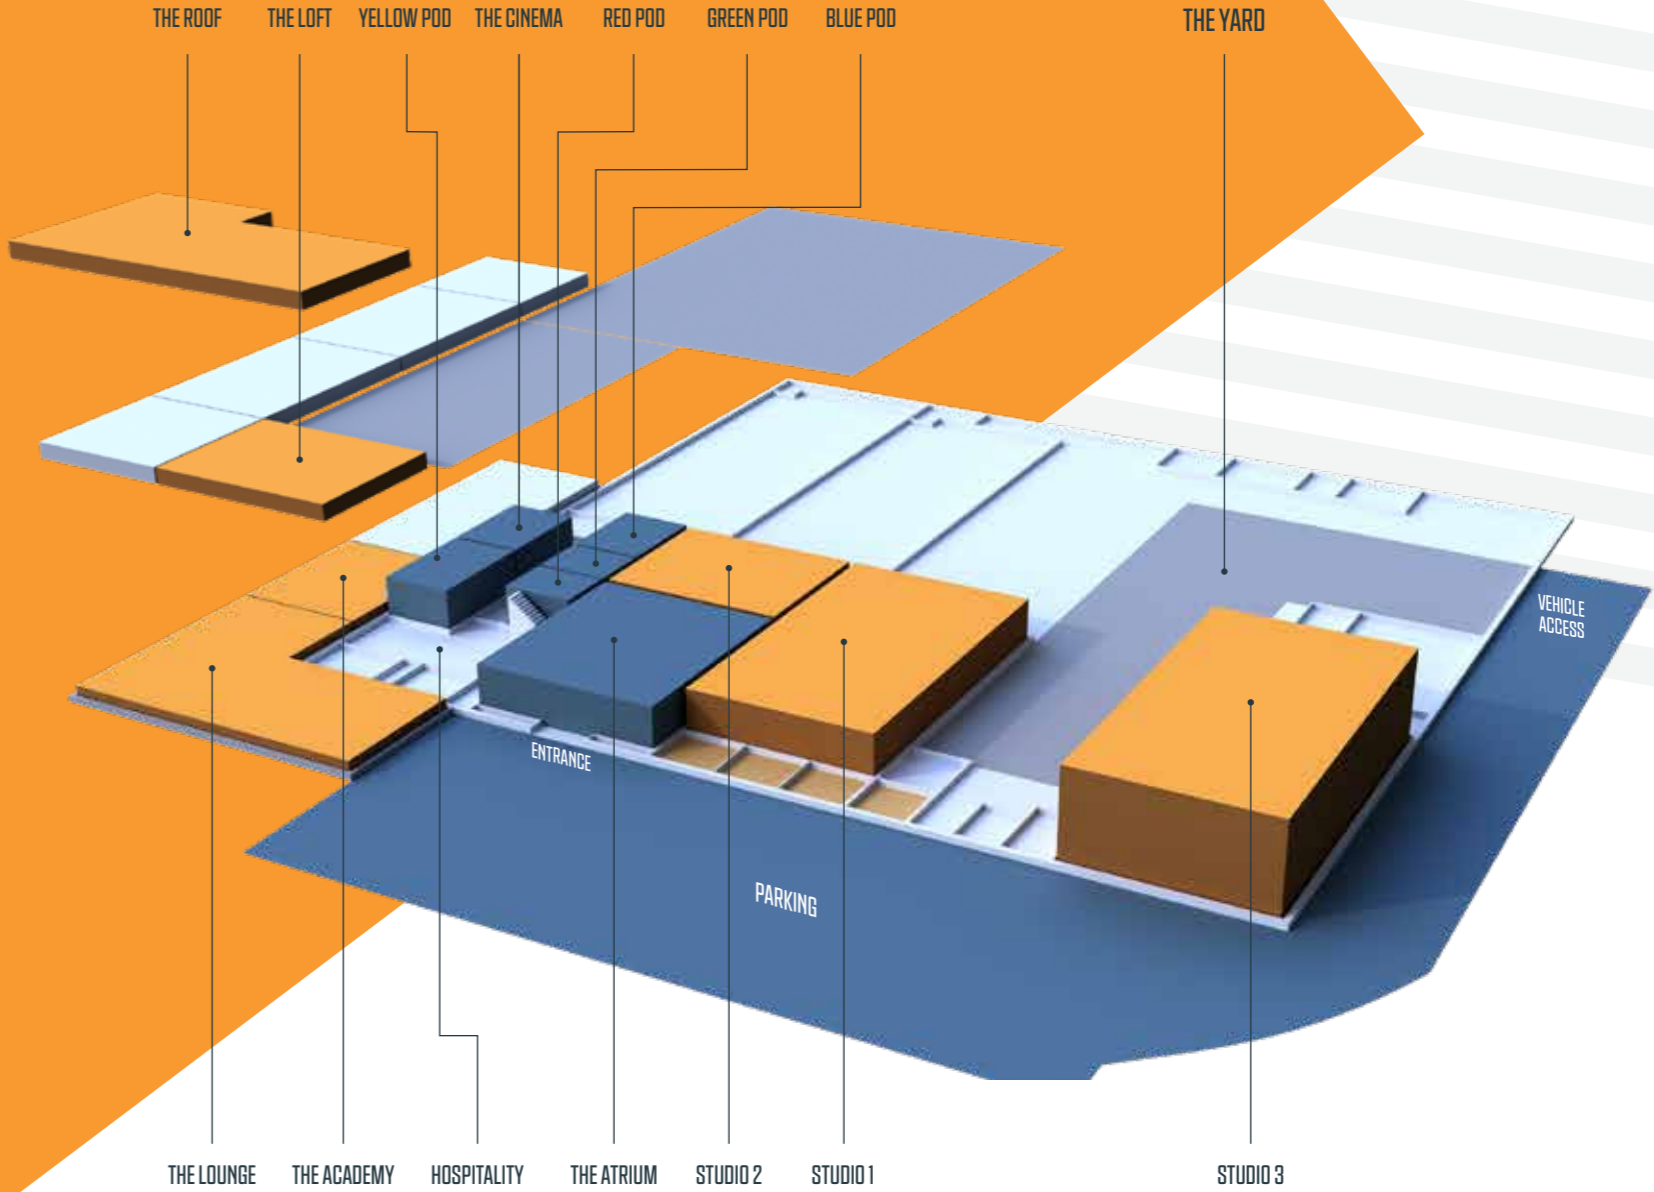 THE ROOF
THE LOFT
YELLOW POD
THE CINEMA
RED POD
GREEN POD
BLUE POD
THE YARD
VEHICLE
ACCESS
ENTRANCE
PARKING
THE LOUNGE
THE ACADEMY
HOSPITALITY
THE ATRIUM
STUDIO 2
STUDIO 1
STUDIO 3